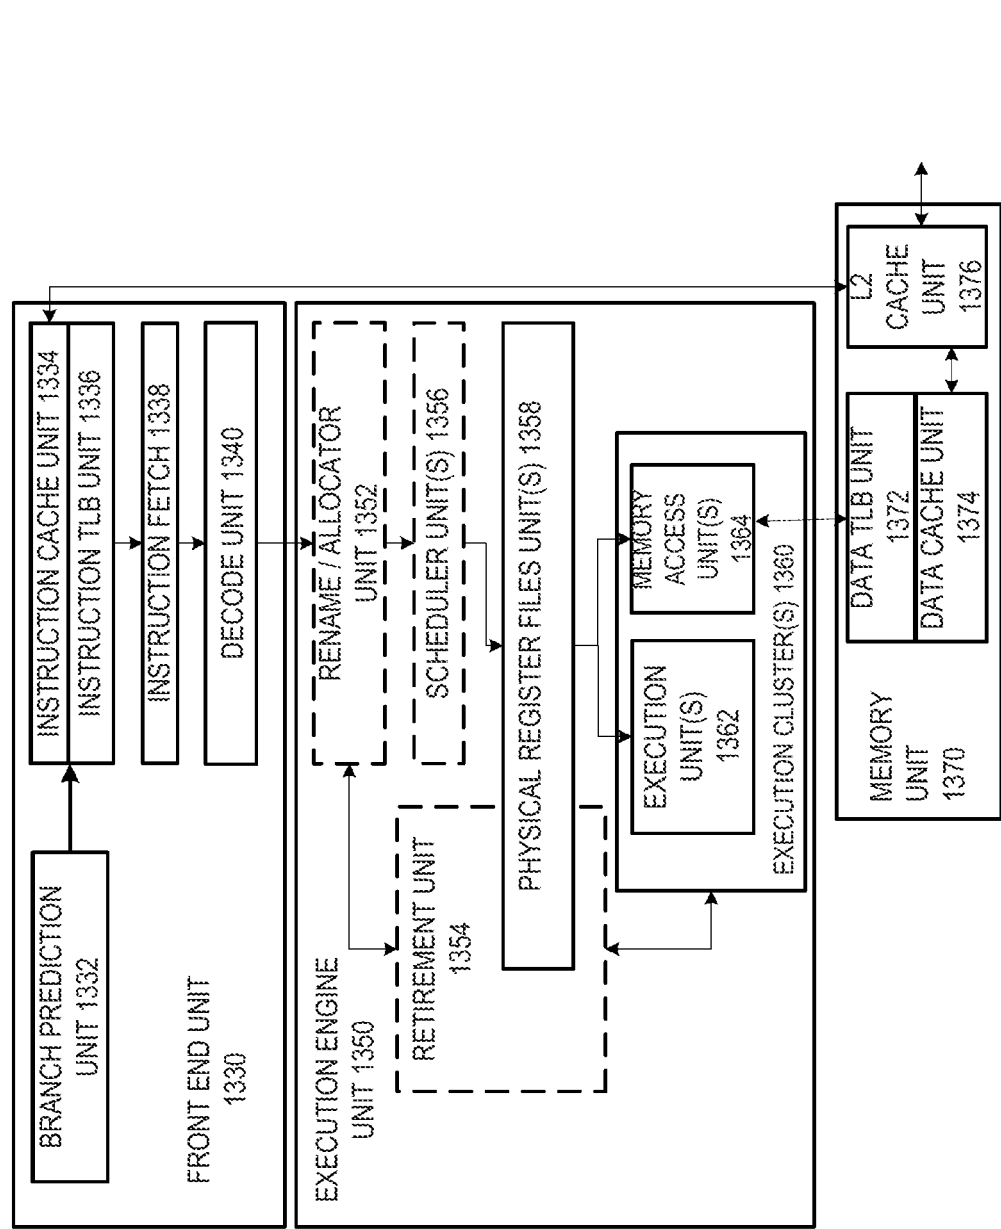 BRANCH PREDICTION
UNIT 1332
INSTRUCTION CACHE UNIT 1334
INSTRUCTION TLB UNIT 1336
INSTRUCTION FETCH 1338
DECODE UNIT 1340
FRONT END UNIT
1330
EXECUTION ENGINE
UNIT 1350
RENAME / ALLOCATOR
UNIT 1352
RETIREMENT UNIT
1354
SCHEDULER UNIT(S) 1356
PHYSICAL REGISTER FILES UNIT(S) 1358
EXECUTION
UNIT(S)
1362
MEMORY
ACCESS
UNIT(S)
1364
EXECUTION CLUSTER(S) 1360
MEMORY
UNIT
1370
DATA TLB UNIT
1372
DATA CACHE UNIT
1374
L2
CACHE
UNIT
1376